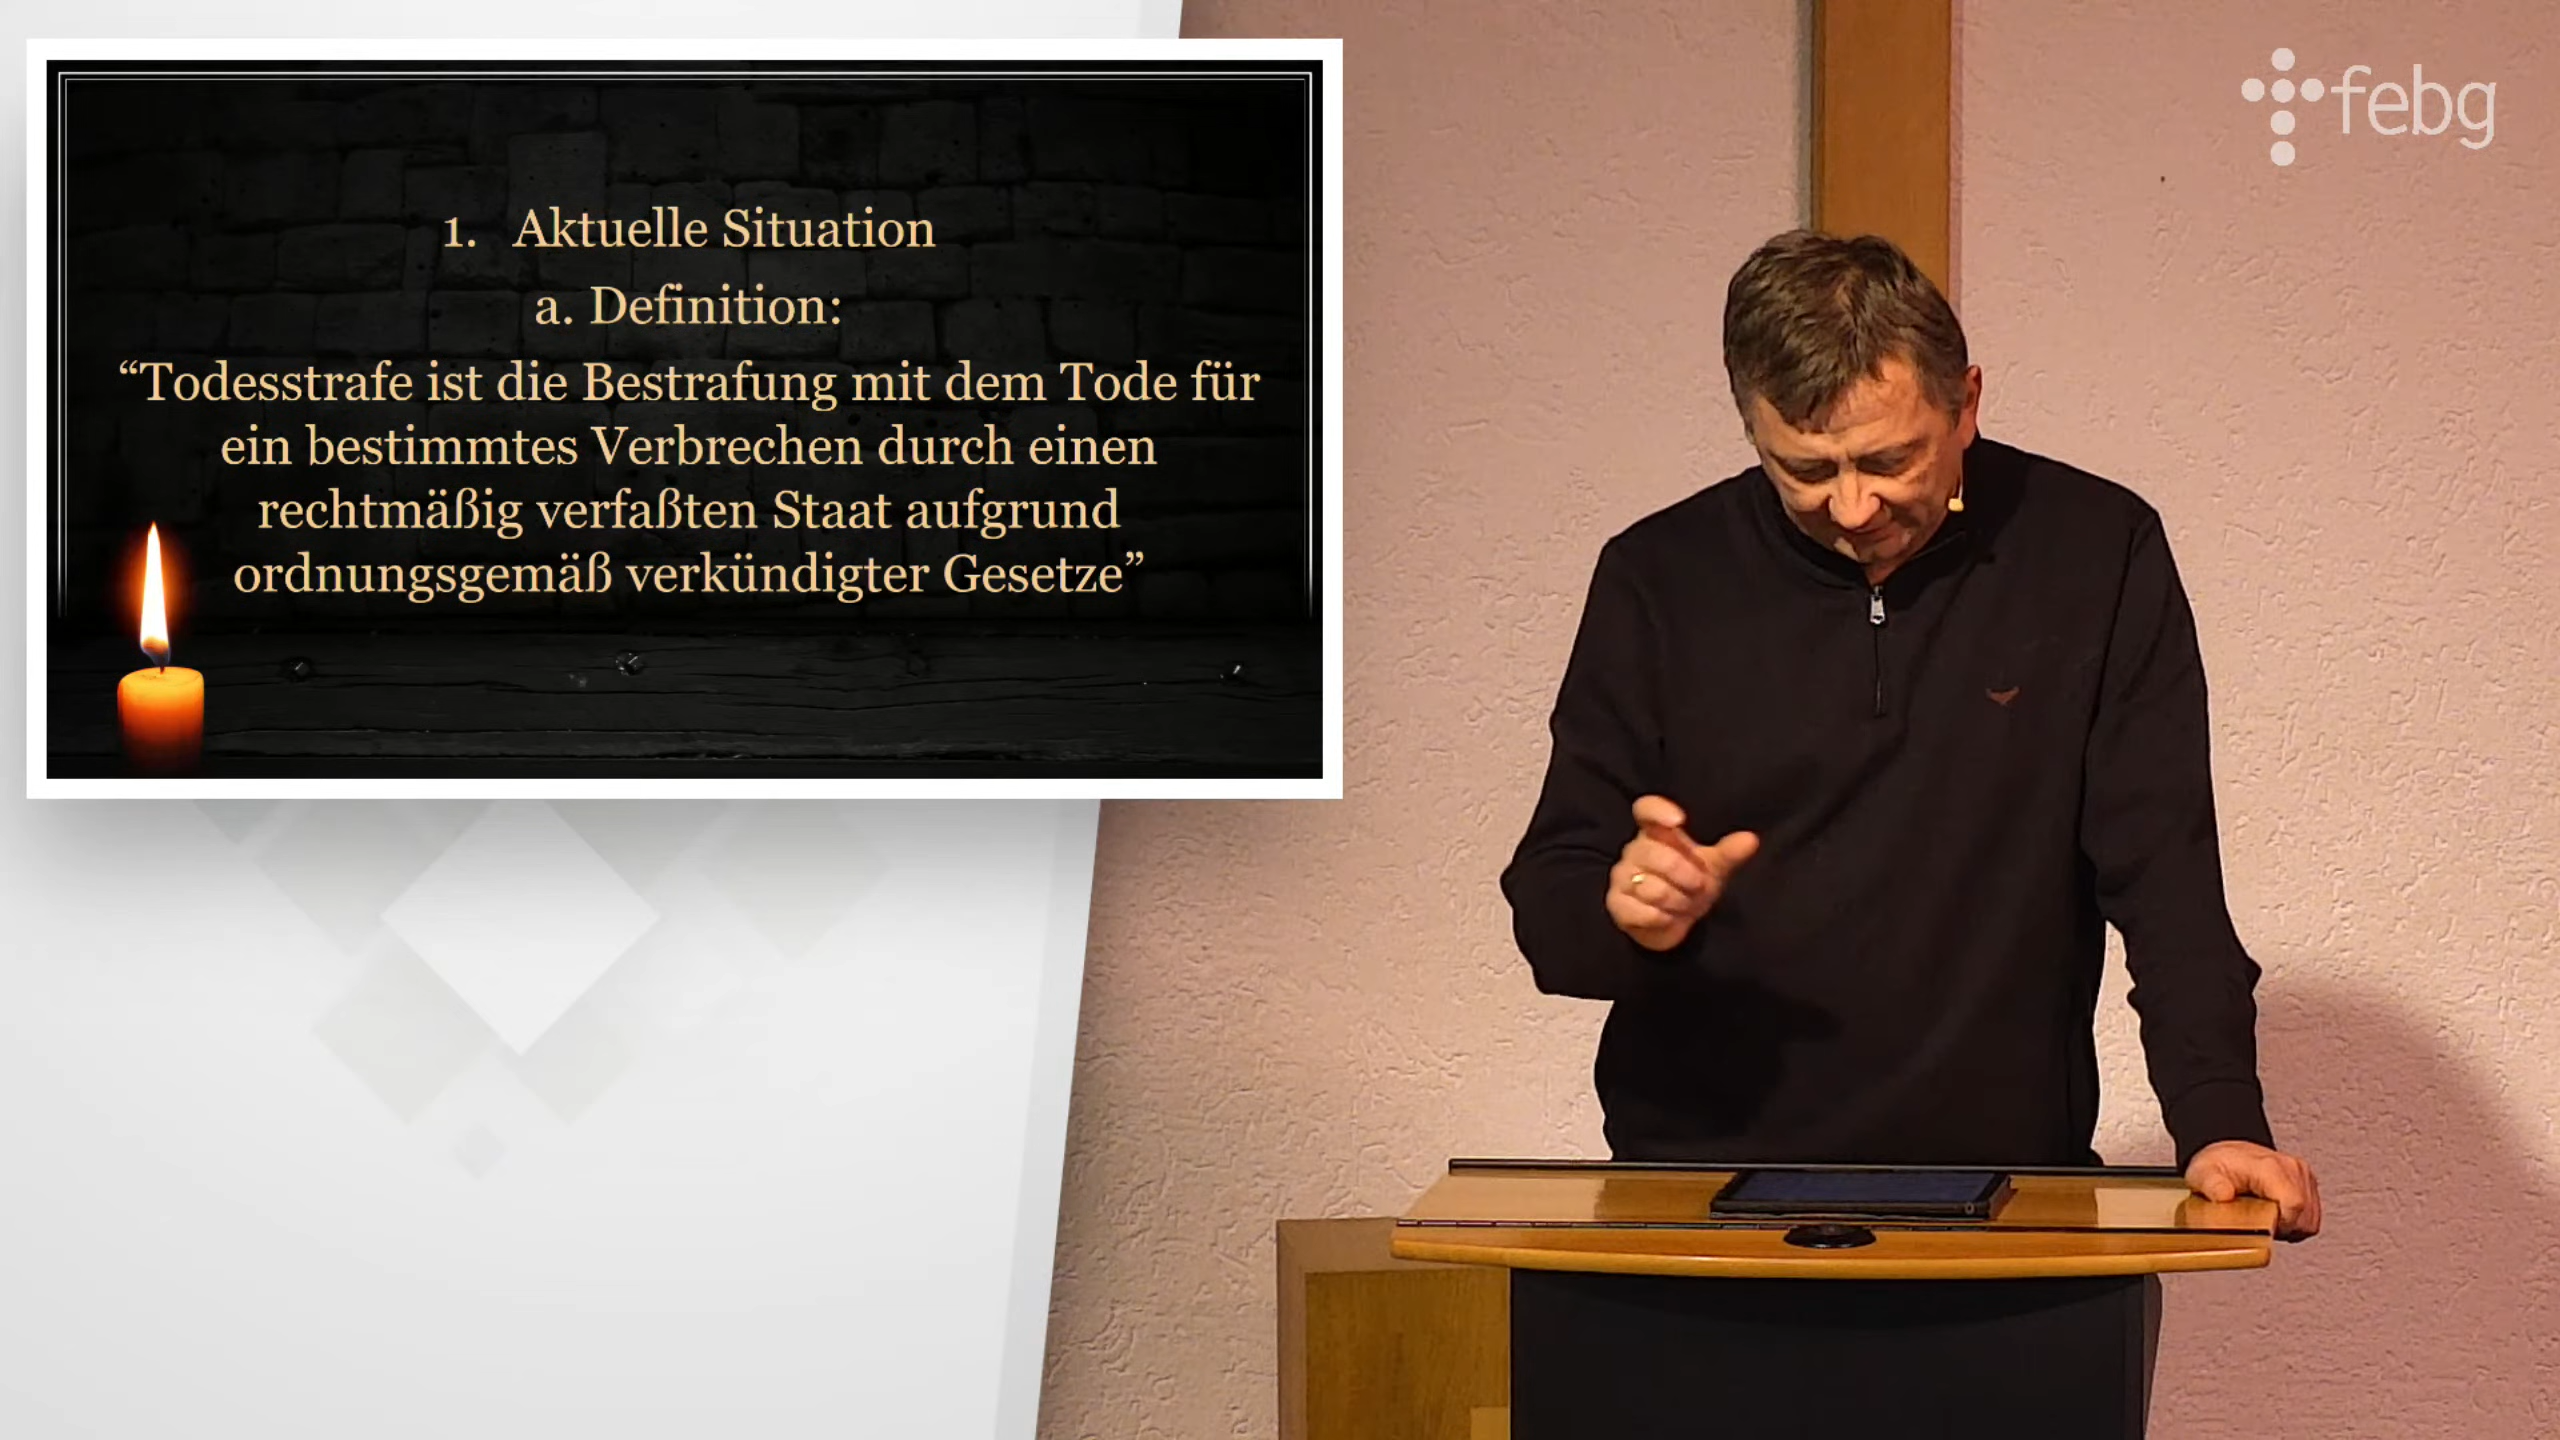 1. Aktuelle Situation
a. Definition:
“Todesstrafe ist die Bestrafung mit dem Tode für
ein bestimmtes Verbrechen durch einen
rechtmäßig verfaßten Staat aufgrund
ordnungsgemäß verkündigter Gesetze”
febg